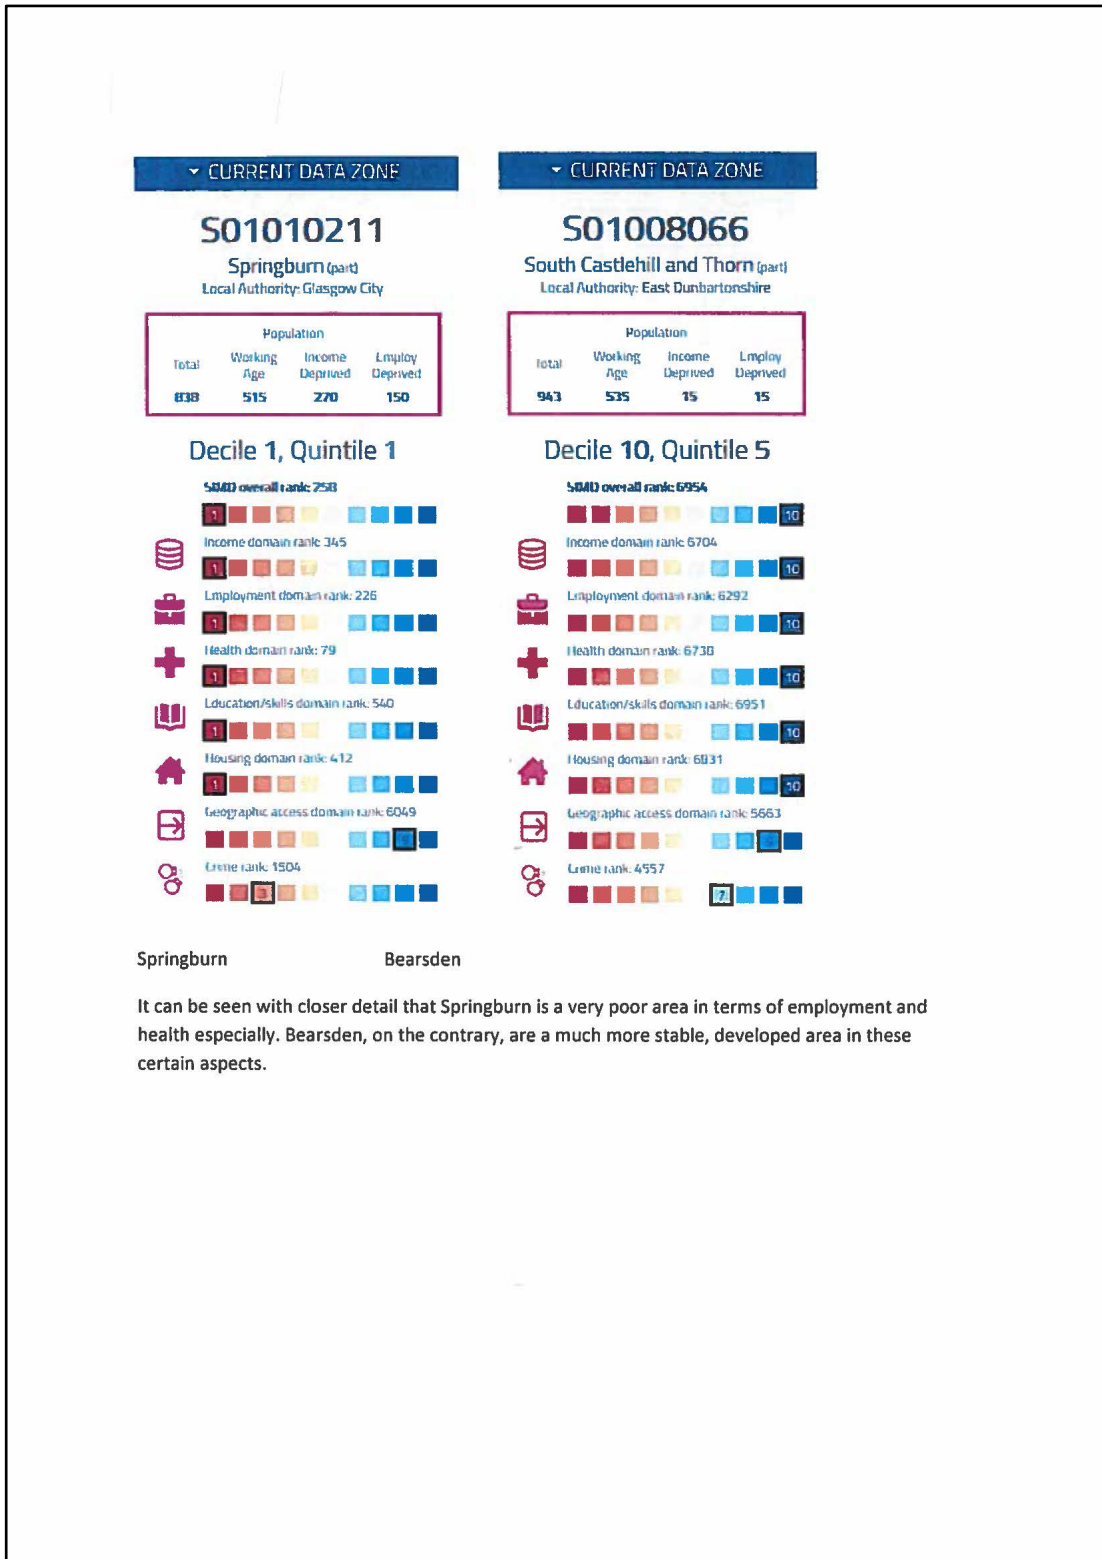 CURRENT DATA ZONE
S01010211
Springburn (part)
Local Authority: Glasgow City
Population
Total
Working Age
Income Deprived
Employ Deprived
838 515 270 150
Decile 1, Quintile 1
SIMD overall rank: 258
1
Income domain rank: 345
1
Employment domain rank: 226
1
Health domain rank: 79
1
Education/skills domain rank: 540
1
Housing domain rank: 412
1
Geographic access domain rank: 6049
9
Crime rank: 1504
3
CURRENT DATA ZONE
S01008066
South Castlehill and Thorn (part)
Local Authority: East Dunbartonshire
Population
Total
Working Age
Income Deprived
Employ Deprived
943 535 15 15
Decile 10, Quintile 5
SIMD overall rank: 6954
10
Income domain rank: 6704
10
Employment domain rank: 6292
10
Health domain rank: 6738
10
Education/skills domain rank: 6951
10
Housing domain rank: 6831
10
Geographic access domain rank: 5663
Crime rank: 4557
7
Springburn Bearsden
It can be seen with closer detail that Springburn is a very poor area in terms of employment and
health especially. Bearsden, on the contrary, are a much more stable, developed area in these
certain aspects.